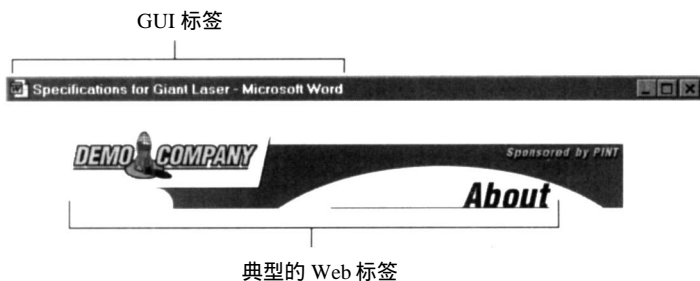 GUI 标签
Specifications for Giant Laser - Microsoft Word
DEMO COMPANY
Sponsored by PINT
About
典型的 Web 标签